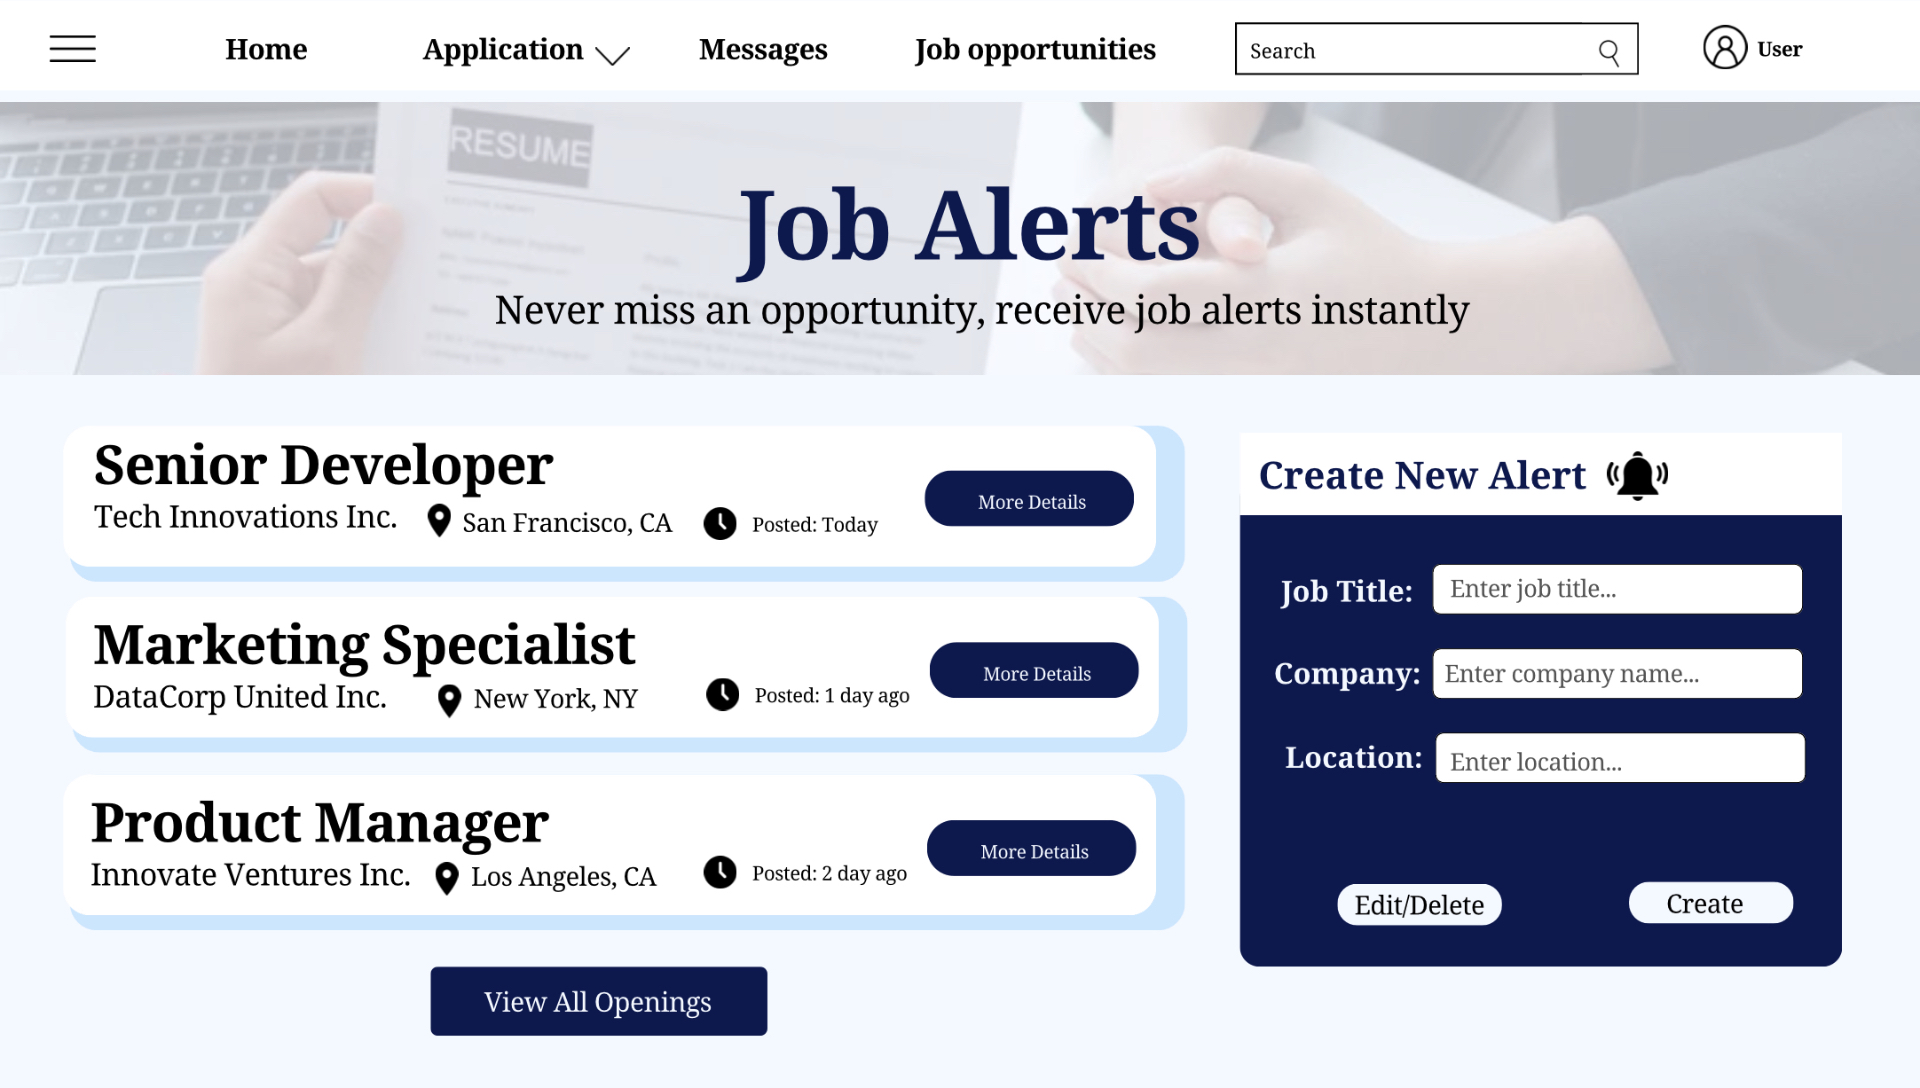 Home
Application
Messages
Job opportunities
Search
User
RESUME
Job Alerts
Never miss an opportunity, receive job alerts instantly
Senior Developer
Tech Innovations Inc.
San Francisco, CA
Posted: Today
More Details
Marketing Specialist
DataCorp United Inc.
New York, NY
Posted: 1 day ago
More Details
Product Manager
Innovate Ventures Inc.
Los Angeles, CA
Posted: 2 day ago
More Details
View All Openings
Create New Alert
Job Title:
Enter job title...
Company:
Enter company name...
Location:
Enter location...
Edit/Delete
Create